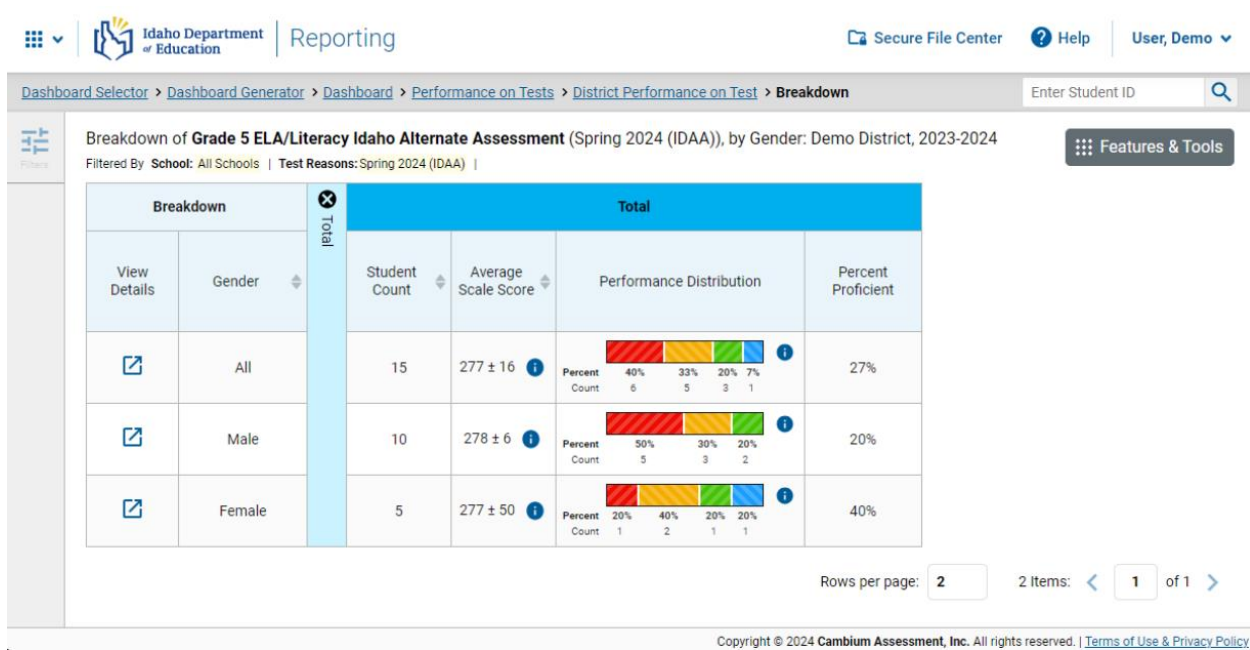 Idaho Department
of Education
Reporting
Secure File Center
Help
User, Demo
Dashboard Selector > Dashboard Generator > Dashboard > Performance on Tests > District Performance on Test > Breakdown
Enter Student ID
Filters
Breakdown of Grade 5 ELA/Literacy Idaho Alternate Assessment (Spring 2024 (IDAA)), by Gender: Demo District, 2023-2024
Features & Tools
Filtered By School: All Schools | Test Reasons: Spring 2024 (IDAA) |
Breakdown
Total
Total
View
Details
Gender
Student
Count
Average
Scale Score
Performance Distribution
Percent
Proficient
All
15
277 ± 16
Percent 40% 33% 20% 7%
Count 6 5 3 1
27%
Male
10
278 ± 6
Percent 50% 30% 20%
Count 5 3 2
20%
Female
5
277 ± 50
Percent 20% 40% 20% 20%
Count 1 2 1 1
40%
Rows per page: 2
2 Items: 1 of 1
Copyright © 2024 Cambium Assessment, Inc. All rights reserved. | Terms of Use & Privacy Policy